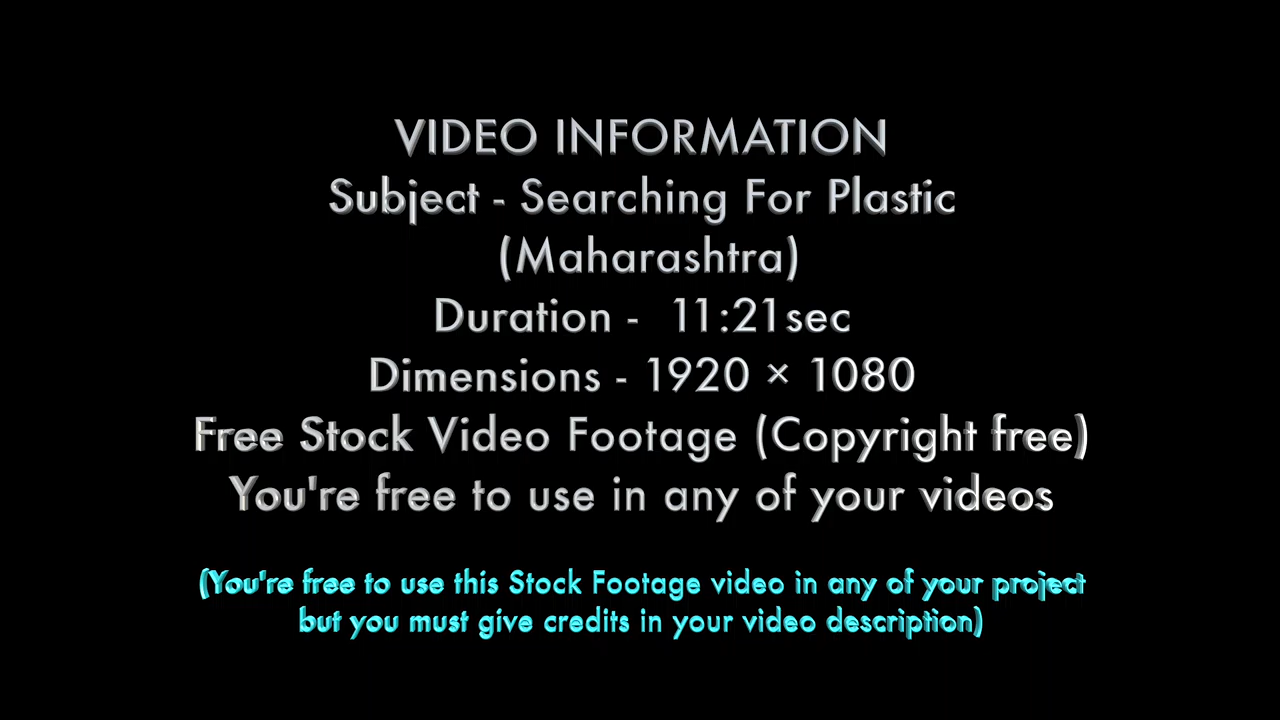 VIDEO INFORMATION
Subject - Searching For Plastic
(Maharashtra)
Duration -  11:21sec
Dimensions - 1920 × 1080
Free Stock Video Footage (Copyright free)
You're free to use in any of your videos
(You're free to use this Stock Footage video in any of your project
but you must give credits in your video description)